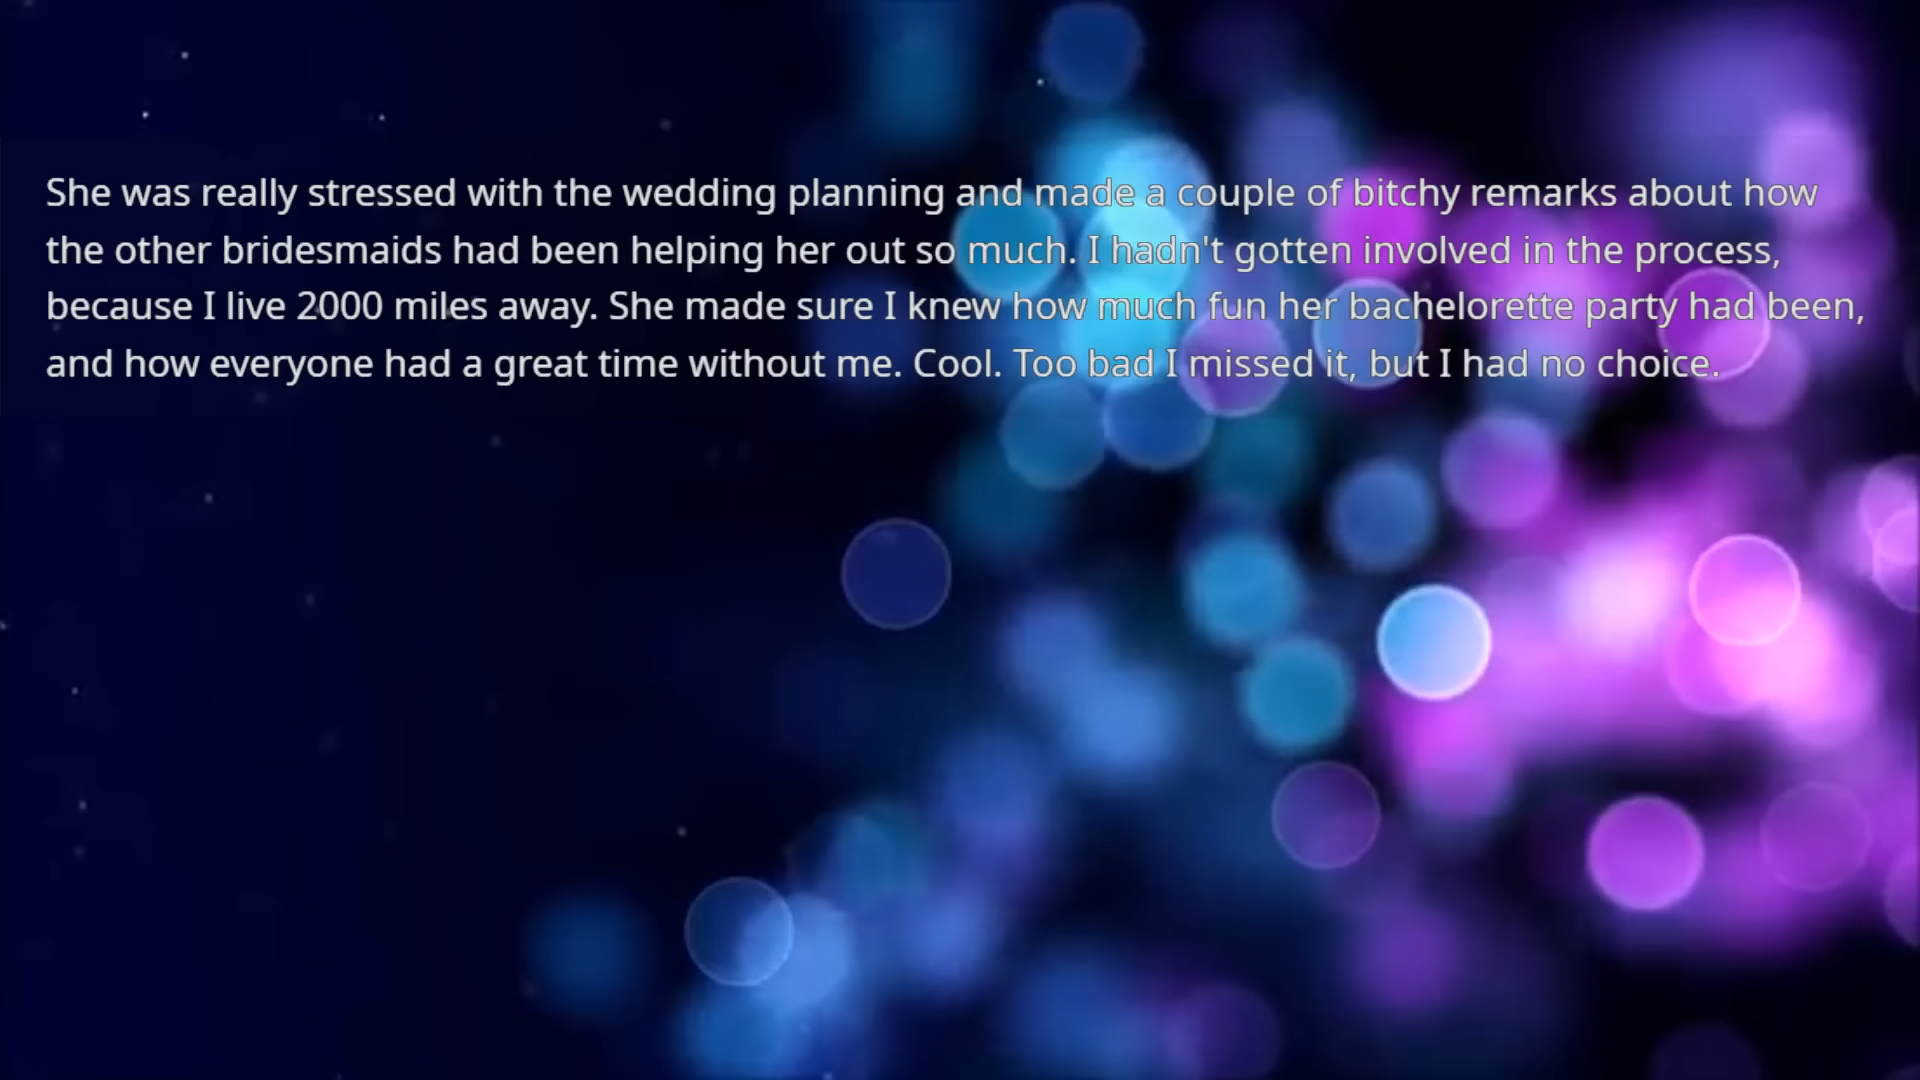 She was really stressed with the wedding planning and made a couple of bitchy remarks about how
the other bridesmaids had been helping her out so much. I hadn't gotten involved in the process,
because I live 2000 miles away. She made sure I knew how much fun her bachelorette party had been,
and how everyone had a great time without me. Cool. Too bad I missed it, but I had no choice.